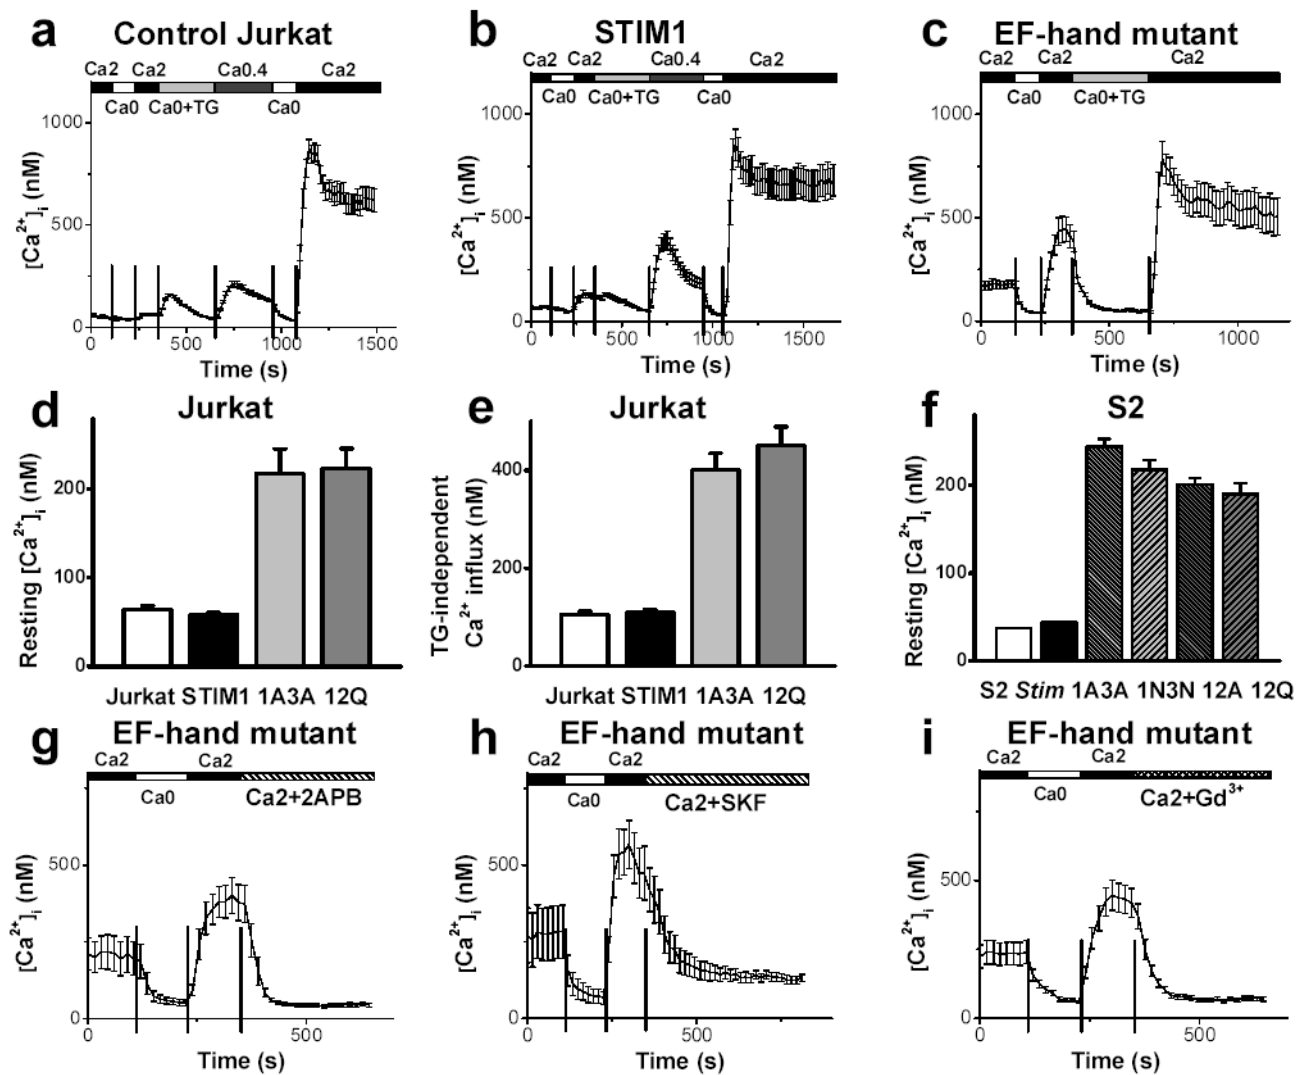 a Control Jurkat
Ca2 Ca2 Ca0.4 Ca2
Ca0 Ca0+TG Ca0
1000
500
0
[Ca2+]i (nM)
0 500 1000 1500
Time (s)
b STIM1
Ca2 Ca2 Ca0.4 Ca2
Ca0 Ca0+TG Ca0
1000
500
0
[Ca2+]i (nM)
0 500 1000 1500
Time (s)
c EF-hand mutant
Ca2 Ca2 Ca2
Ca0 Ca0+TG
1000
500
0
[Ca2+]i (nM)
0 500 1000
Time (s)
d Jurkat
Resting [Ca2+]i (nM)
200
100
0
Jurkat STIM1 1A3A 12Q
e Jurkat
TG-independent
Ca2+ influx (nM)
400
200
0
Jurkat STIM1 1A3A 12Q
f S2
Resting [Ca2+]i (nM)
200
100
0
S2 Stim 1A3A 1N3N 12A 12Q
g EF-hand mutant
Ca2 Ca2
Ca0 Ca2+2APB
500
0
[Ca2+]i (nM)
0 500
Time (s)
h EF-hand mutant
Ca2 Ca2
Ca0 Ca2+SKF
500
0
[Ca2+]i (nM)
0 500
Time (s)
i EF-hand mutant
Ca2 Ca2
Ca0 Ca2+Gd3+
500
0
[Ca2+]i (nM)
0 500
Time (s)